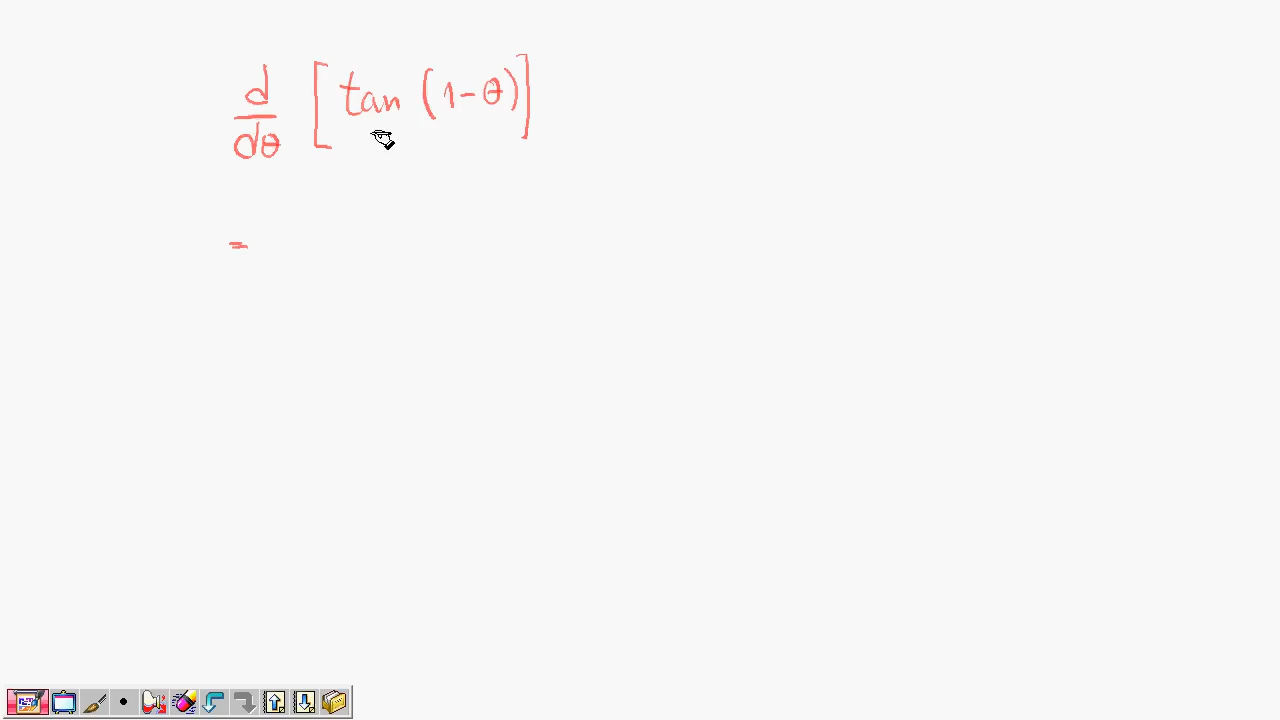 d/dθ [tan (1-θ)]
=